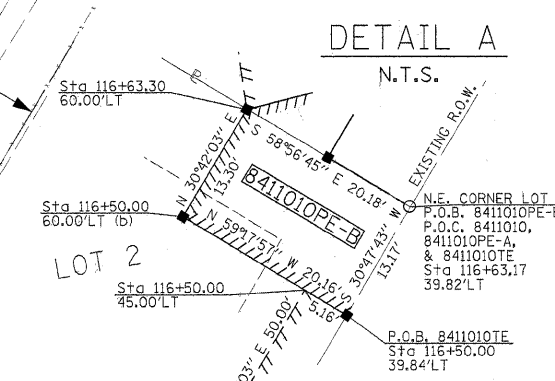 DETAIL A
N.T.S.
Sta 116+63.30
60.00'LT
P
S 58°56'45" E 20.18'
EXISTING R.O.W.
N 30°42'03" E
13.30'
8411010PE-B
N.E. CORNER LOT
P.O.B. 8411010PE-
P.O.C. 8411010,
8411010PE-A,
& 8411010TE
Sta 116+63.17
39.82'LT
Sta 116+50.00
60.00'LT (b)
N 59°17'57" W 20.16'
S 30°47'43" W
13.17'
LOT 2
Sta 116+50.00
45.00'LT
5.16'
03" E 50.00'
P.O.B. 8411010TE
Sta 116+50.00
39.84'LT